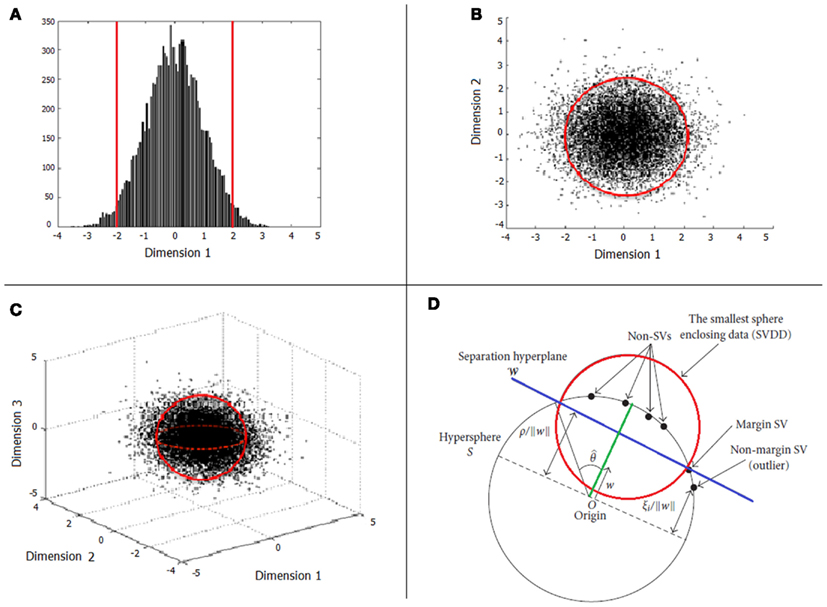 A
350
300
250
200
150
100
50
0
-4 -3 -2 -1 0 1 2 3 4 5
Dimension 1
B
5
4
3
2
1
0
-1
-2
-3
-4
Dimension 2
-4 -3 -2 -1 0 1 2 3 4 5
Dimension 1
C
5
0
-5
Dimension 3
4
2
0
-2
-4
Dimension 2
-5
0
5
Dimension 1
D
The smallest sphere
enclosing data (SVDD)
Non-SVs
Separation hyperplane
w
Hypersphere
S
ρ/||w||
θ̂
w
O
Origin
ξi/||w||
Margin SV
Non-margin SV
(outlier)